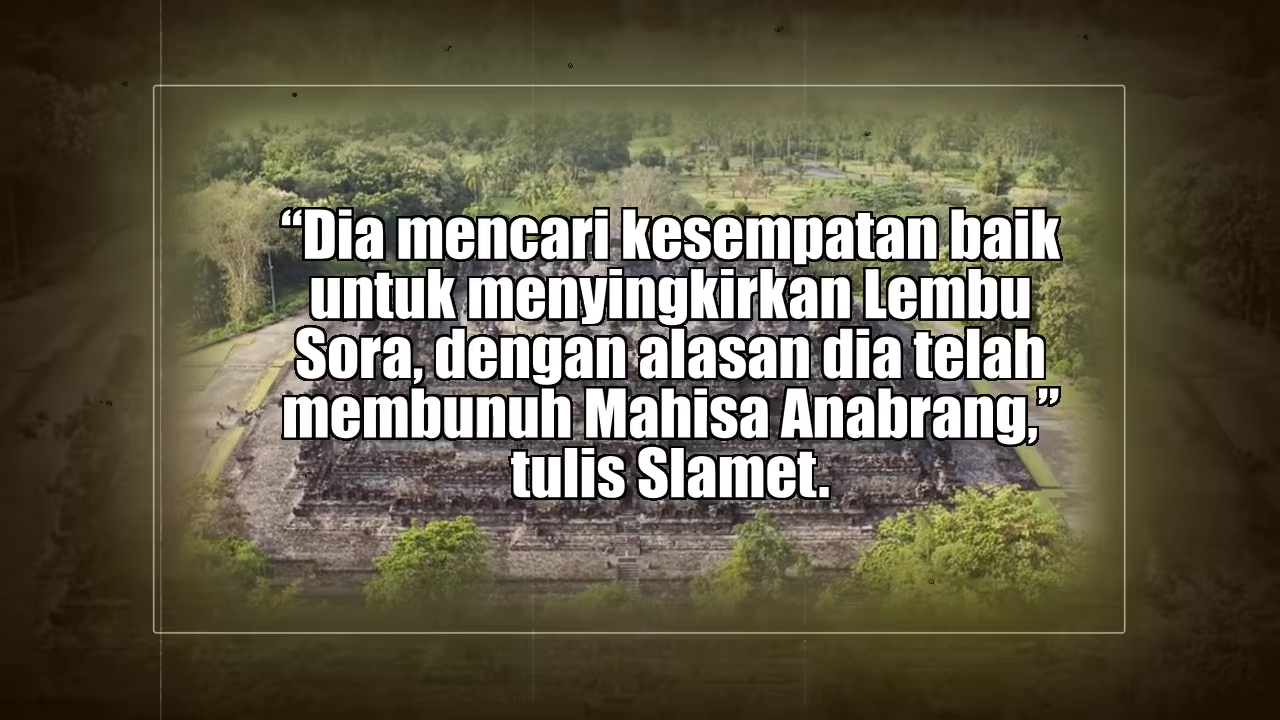 “Dia mencari kesempatan baik
untuk menyingkirkan Lembu
Sora, dengan alasan dia telah
membunuh Mahisa Anabrang,”
tulis Slamet.